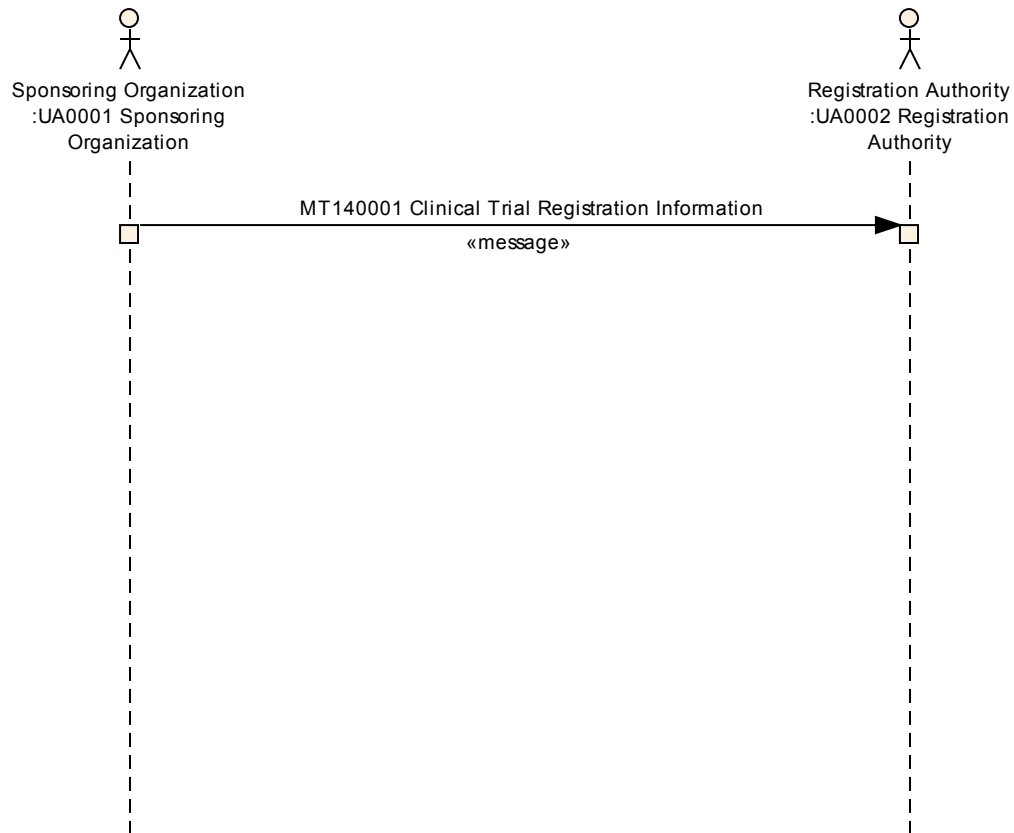 Sponsoring Organization
:UA0001 Sponsoring
Organization
Registration Authority
:UA0002 Registration
Authority
MT140001 Clinical Trial Registration Information
«message»